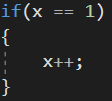 if(x == 1)
{
    x++;
}